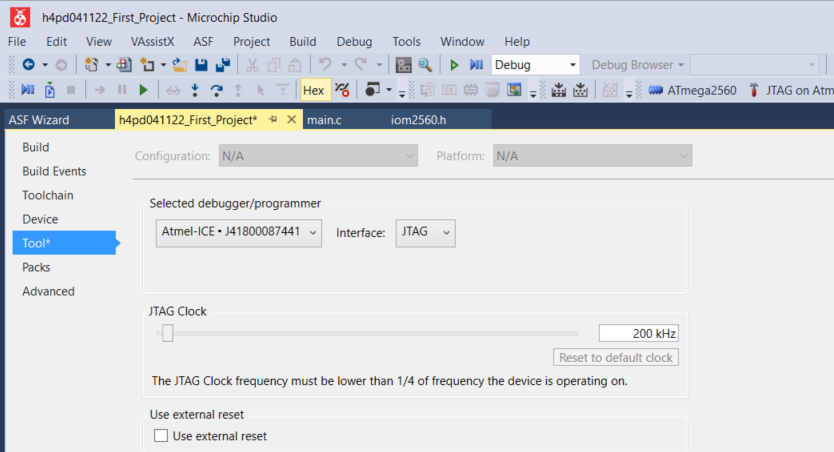 h4pd041122_First_Project - Microchip Studio
File Edit View VAssistX ASF Project Build Debug Tools Window Help
Debug Debug Browser
Hex ATmega2560 JTAG on Atm
ASF Wizard h4pd041122_First_Project* main.c iom2560.h
Build
Build Events
Toolchain
Device
Tool*
Packs
Advanced
Configuration: N/A Platform: N/A
Selected debugger/programmer
Atmel-ICE • J41800087441 Interface: JTAG
JTAG Clock
200 kHz
Reset to default clock
The JTAG Clock frequency must be lower than 1/4 of frequency the device is operating on.
Use external reset
Use external reset